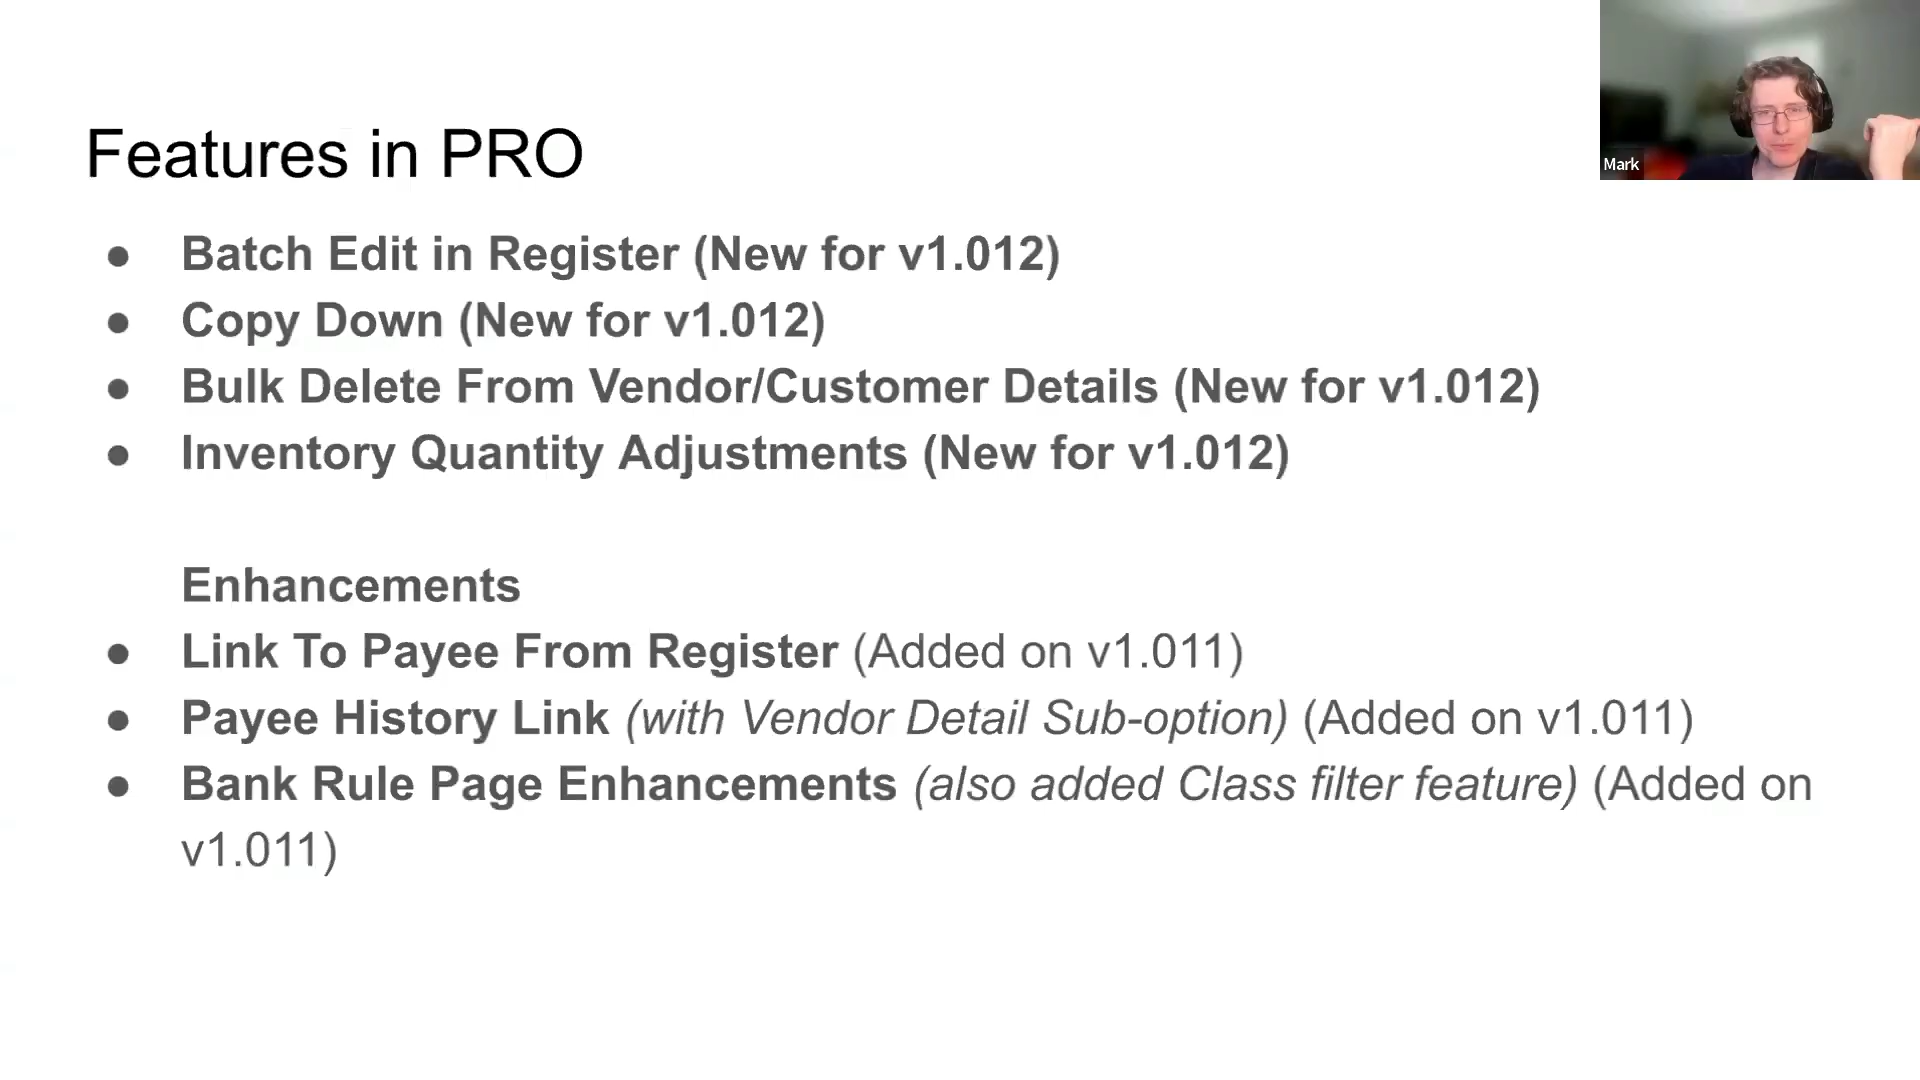 Features in PRO
Mark
● Batch Edit in Register (New for v1.012)
● Copy Down (New for v1.012)
● Bulk Delete From Vendor/Customer Details (New for v1.012)
● Inventory Quantity Adjustments (New for v1.012)
Enhancements
● Link To Payee From Register (Added on v1.011)
● Payee History Link (with Vendor Detail Sub-option) (Added on v1.011)
● Bank Rule Page Enhancements (also added Class filter feature) (Added on
v1.011)